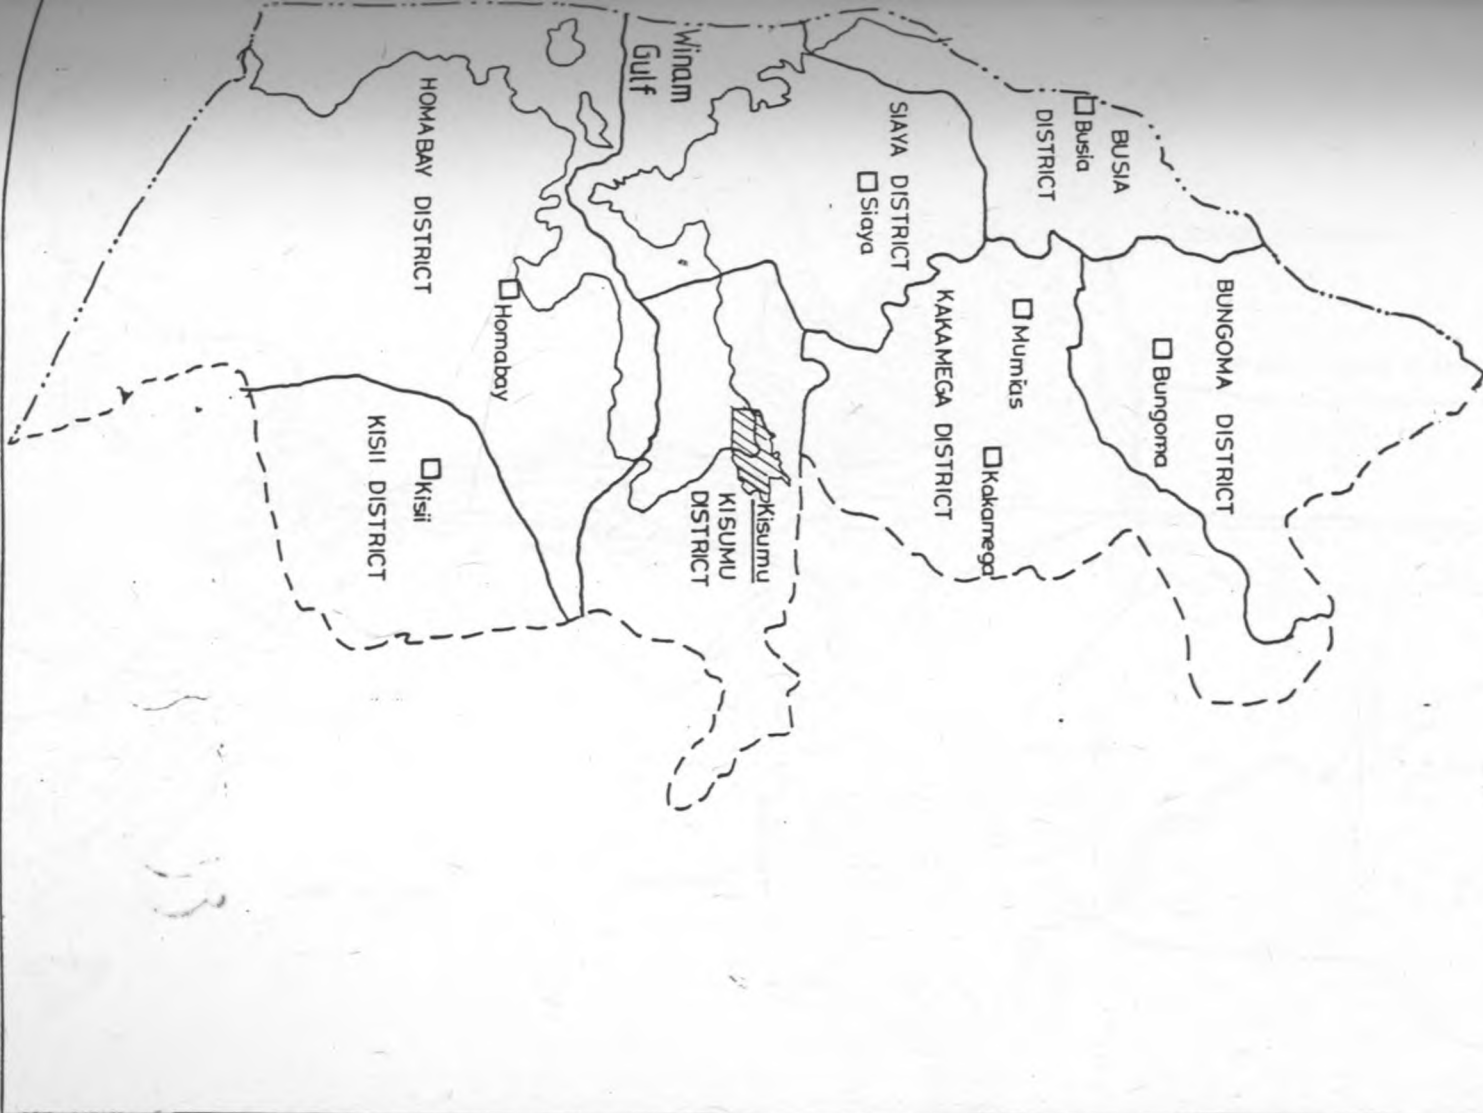 BUNGOMA DISTRICT
Bungoma
BUSIA
DISTRICT
Busia
Mumias
Kakamega
KAKAMEGA DISTRICT
SIAYA DISTRICT
Siaya
Kisumu
KISUMU
DISTRICT
Winam
Gulf
Homabay
HOMABAY DISTRICT
Kisii
KISII DISTRICT